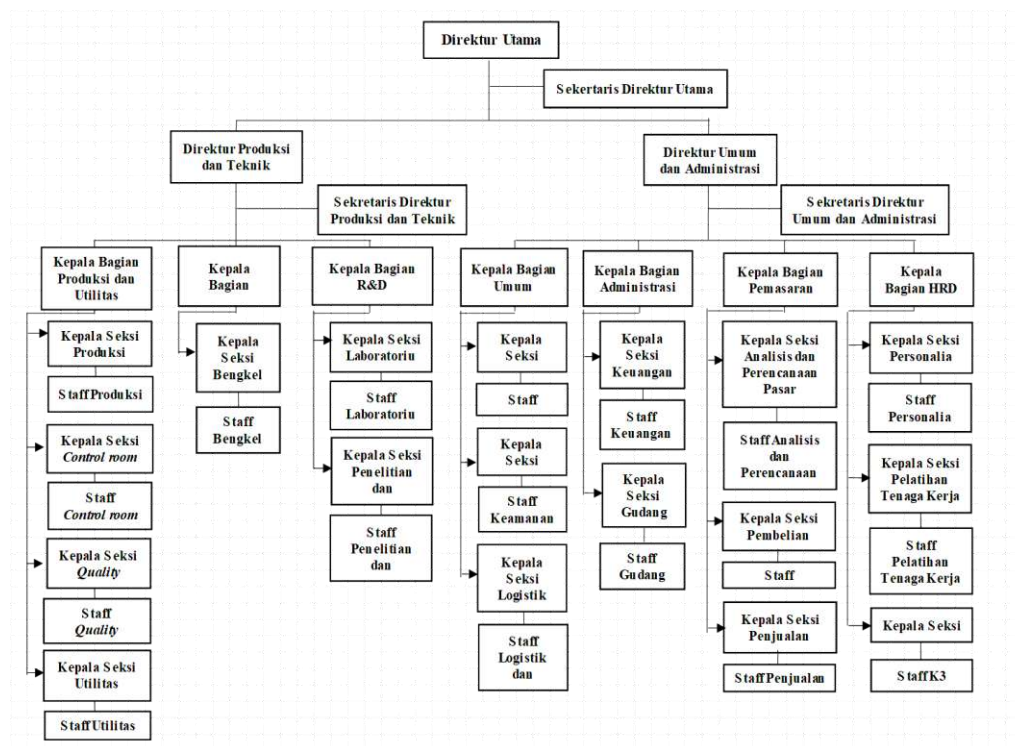 Direktur Utama
Sekertaris Direktur Utama
Direktur Produksi
dan Teknik
Direktur Umum
dan Administrasi
Sekretaris Direktur
Produksi dan Teknik
Sekretaris Direktur
Umum dan Administrasi
Kepala Bagian
Produksi dan
Utilitas
Kepala
Bagian
Kepala Bagian
R&D
Kepala Bagian
Umum
Kepala Bagian
Administrasi
Kepala Bagian
Pemasaran
Kepala
Bagian HRD
Kepala Seksi
Produksi
Staff Produksi
Kepala Seksi
Control room
Staff
Control room
Kepala Seksi
Quality
Staff
Quality
Kepala Seksi
Utilitas
Staff Utilitas
Kepala
Seksi
Bengkel
Staff
Bengkel
Kepala Seksi
Laboratoriu
Staff
Laboratoriu
Kepala Seksi
Penelitian
dan
Staff
Penelitian
dan
Kepala
Seksi
Staff
Kepala
Seksi
Staff
Keamanan
Kepala
Seksi
Logistik
Staff
Logistik
dan
Kepala
Seksi
Keuangan
Staff
Keuangan
Kepala
Seksi
Gudang
Staff
Gudang
Kepala Seksi
Analisis dan
Perencanaan
Pasar
Staff Analisis
dan
Perencanaan
Kepala Seksi
Pembelian
Staff
Kepala Seksi
Penjualan
Staff Penjualan
Kepala Seksi
Personalia
Staff
Personalia
Kepala Seksi
Pelatihan
Tenaga Kerja
Staff
Pelatihan
Tenaga Kerja
Kepala Seksi
Staff K3